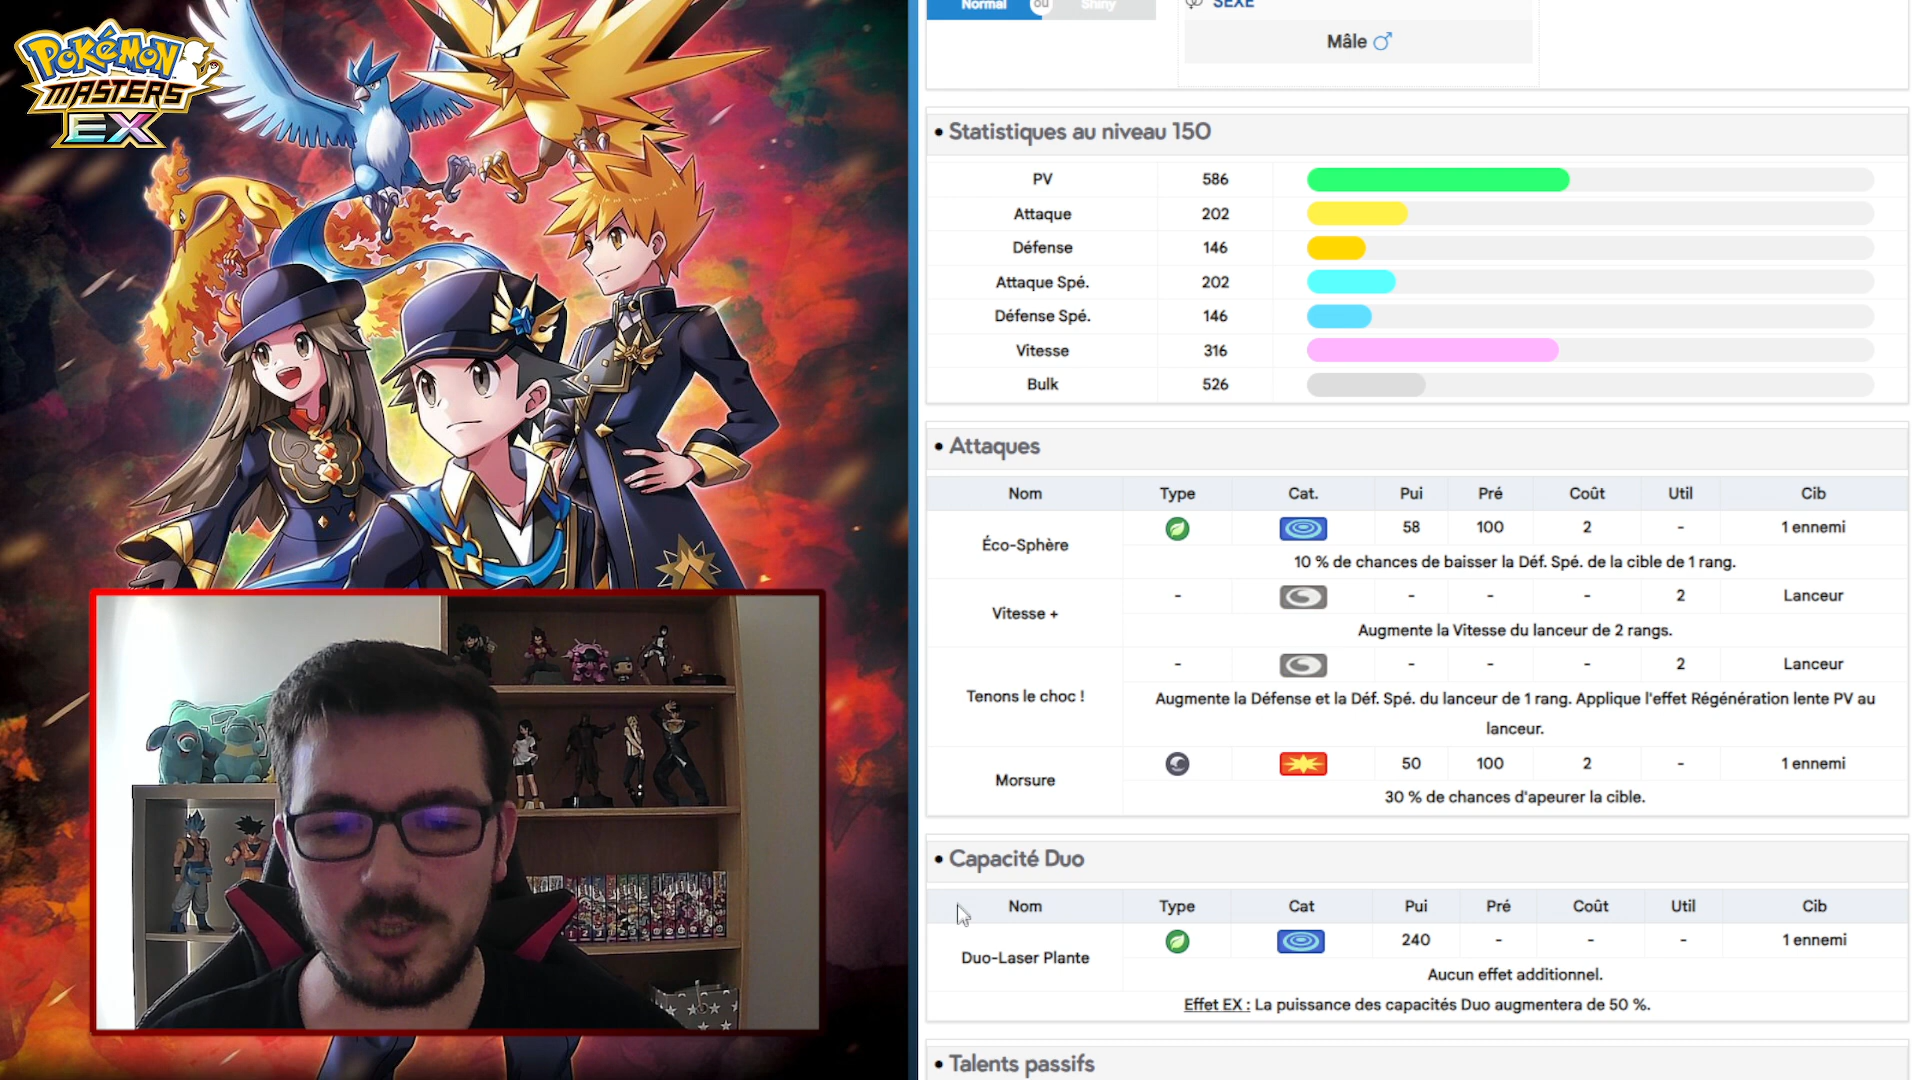 POKéMON
MASTERS
EX
Normal ou Shiny
SEXE
Mâle
• Statistiques au niveau 150
PV 586
Attaque 202
Défense 146
Attaque Spé. 202
Défense Spé. 146
Vitesse 316
Bulk 526
• Attaques
Nom Type Cat. Pui Pré Coût Util Cib
Éco-Sphère 58 100 2 - 1 ennemi
10 % de chances de baisser la Déf. Spé. de la cible de 1 rang.
Vitesse + - - - - 2 Lanceur
Augmente la Vitesse du lanceur de 2 rangs.
Tenons le choc ! - - - - 2 Lanceur
Augmente la Défense et la Déf. Spé. du lanceur de 1 rang. Applique l'effet Régénération lente PV au
lanceur.
Morsure 50 100 2 - 1 ennemi
30 % de chances d'apeurer la cible.
• Capacité Duo
Nom Type Cat Pui Pré Coût Util Cib
Duo-Laser Plante 240 - - - 1 ennemi
Aucun effet additionnel.
Effet EX : La puissance des capacités Duo augmentera de 50 %.
• Talents passifs